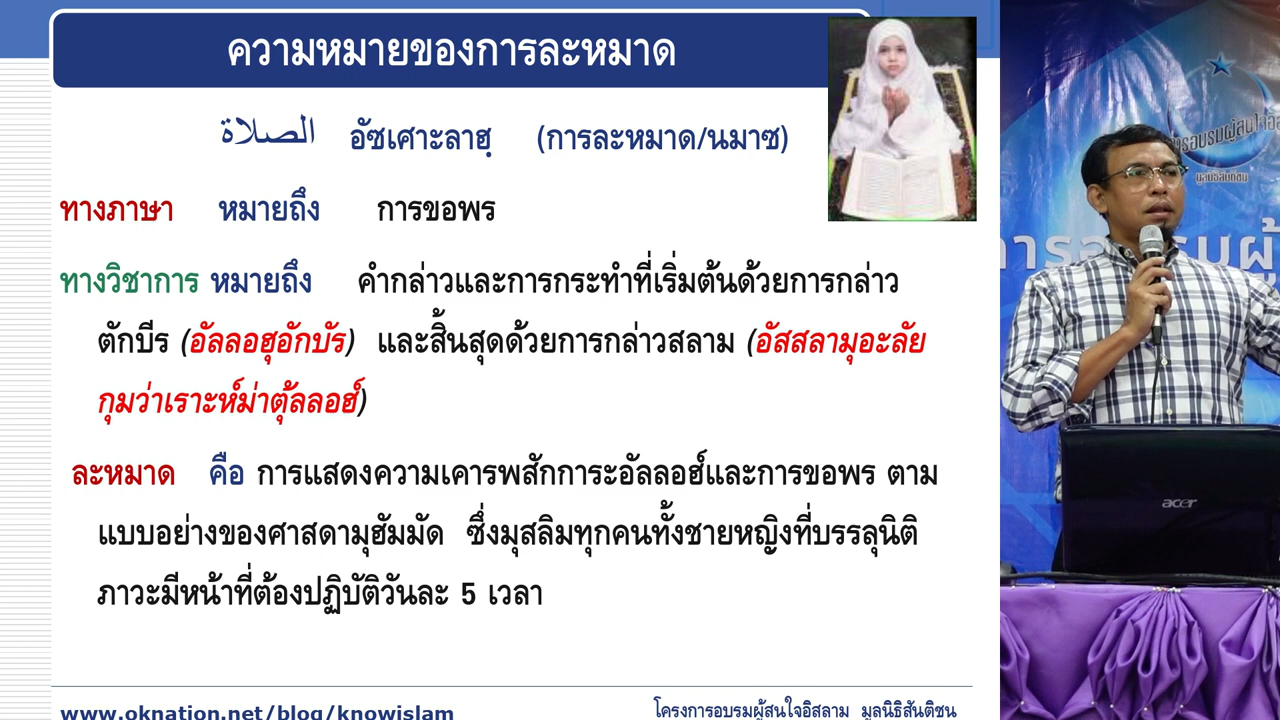 ความหมายของการละหมาด
الصلاة อัซเศาะลาฮฺ (การละหมาด/นมาซ)
ทางภาษา หมายถึง การขอพร
ทางวิชาการ หมายถึง คำกล่าวและการกระทำที่เริ่มต้นด้วยการกล่าว
ตักบีร (อัลลอฮุอักบัร) และสิ้นสุดด้วยการกล่าวสลาม (อัสสลามุอะลัย
กุมว่าเราะห์ม่าตุ้ลลอฮ์)
ละหมาด คือ การแสดงความเคารพสักการะอัลลอฮ์และการขอพร ตาม
แบบอย่างของศาสดามุฮัมมัด ซึ่งมุสลิมทุกคนทั้งชายหญิงที่บรรลุนิติ
ภาวะมีหน้าที่ต้องปฏิบัติวันละ 5 เวลา
www.oknation.net/blog/knowislam
โครงการอบรมผู้สนใจอิสลาม มูลนิธิสันติชน
มูลนิธิสันติชน
acer